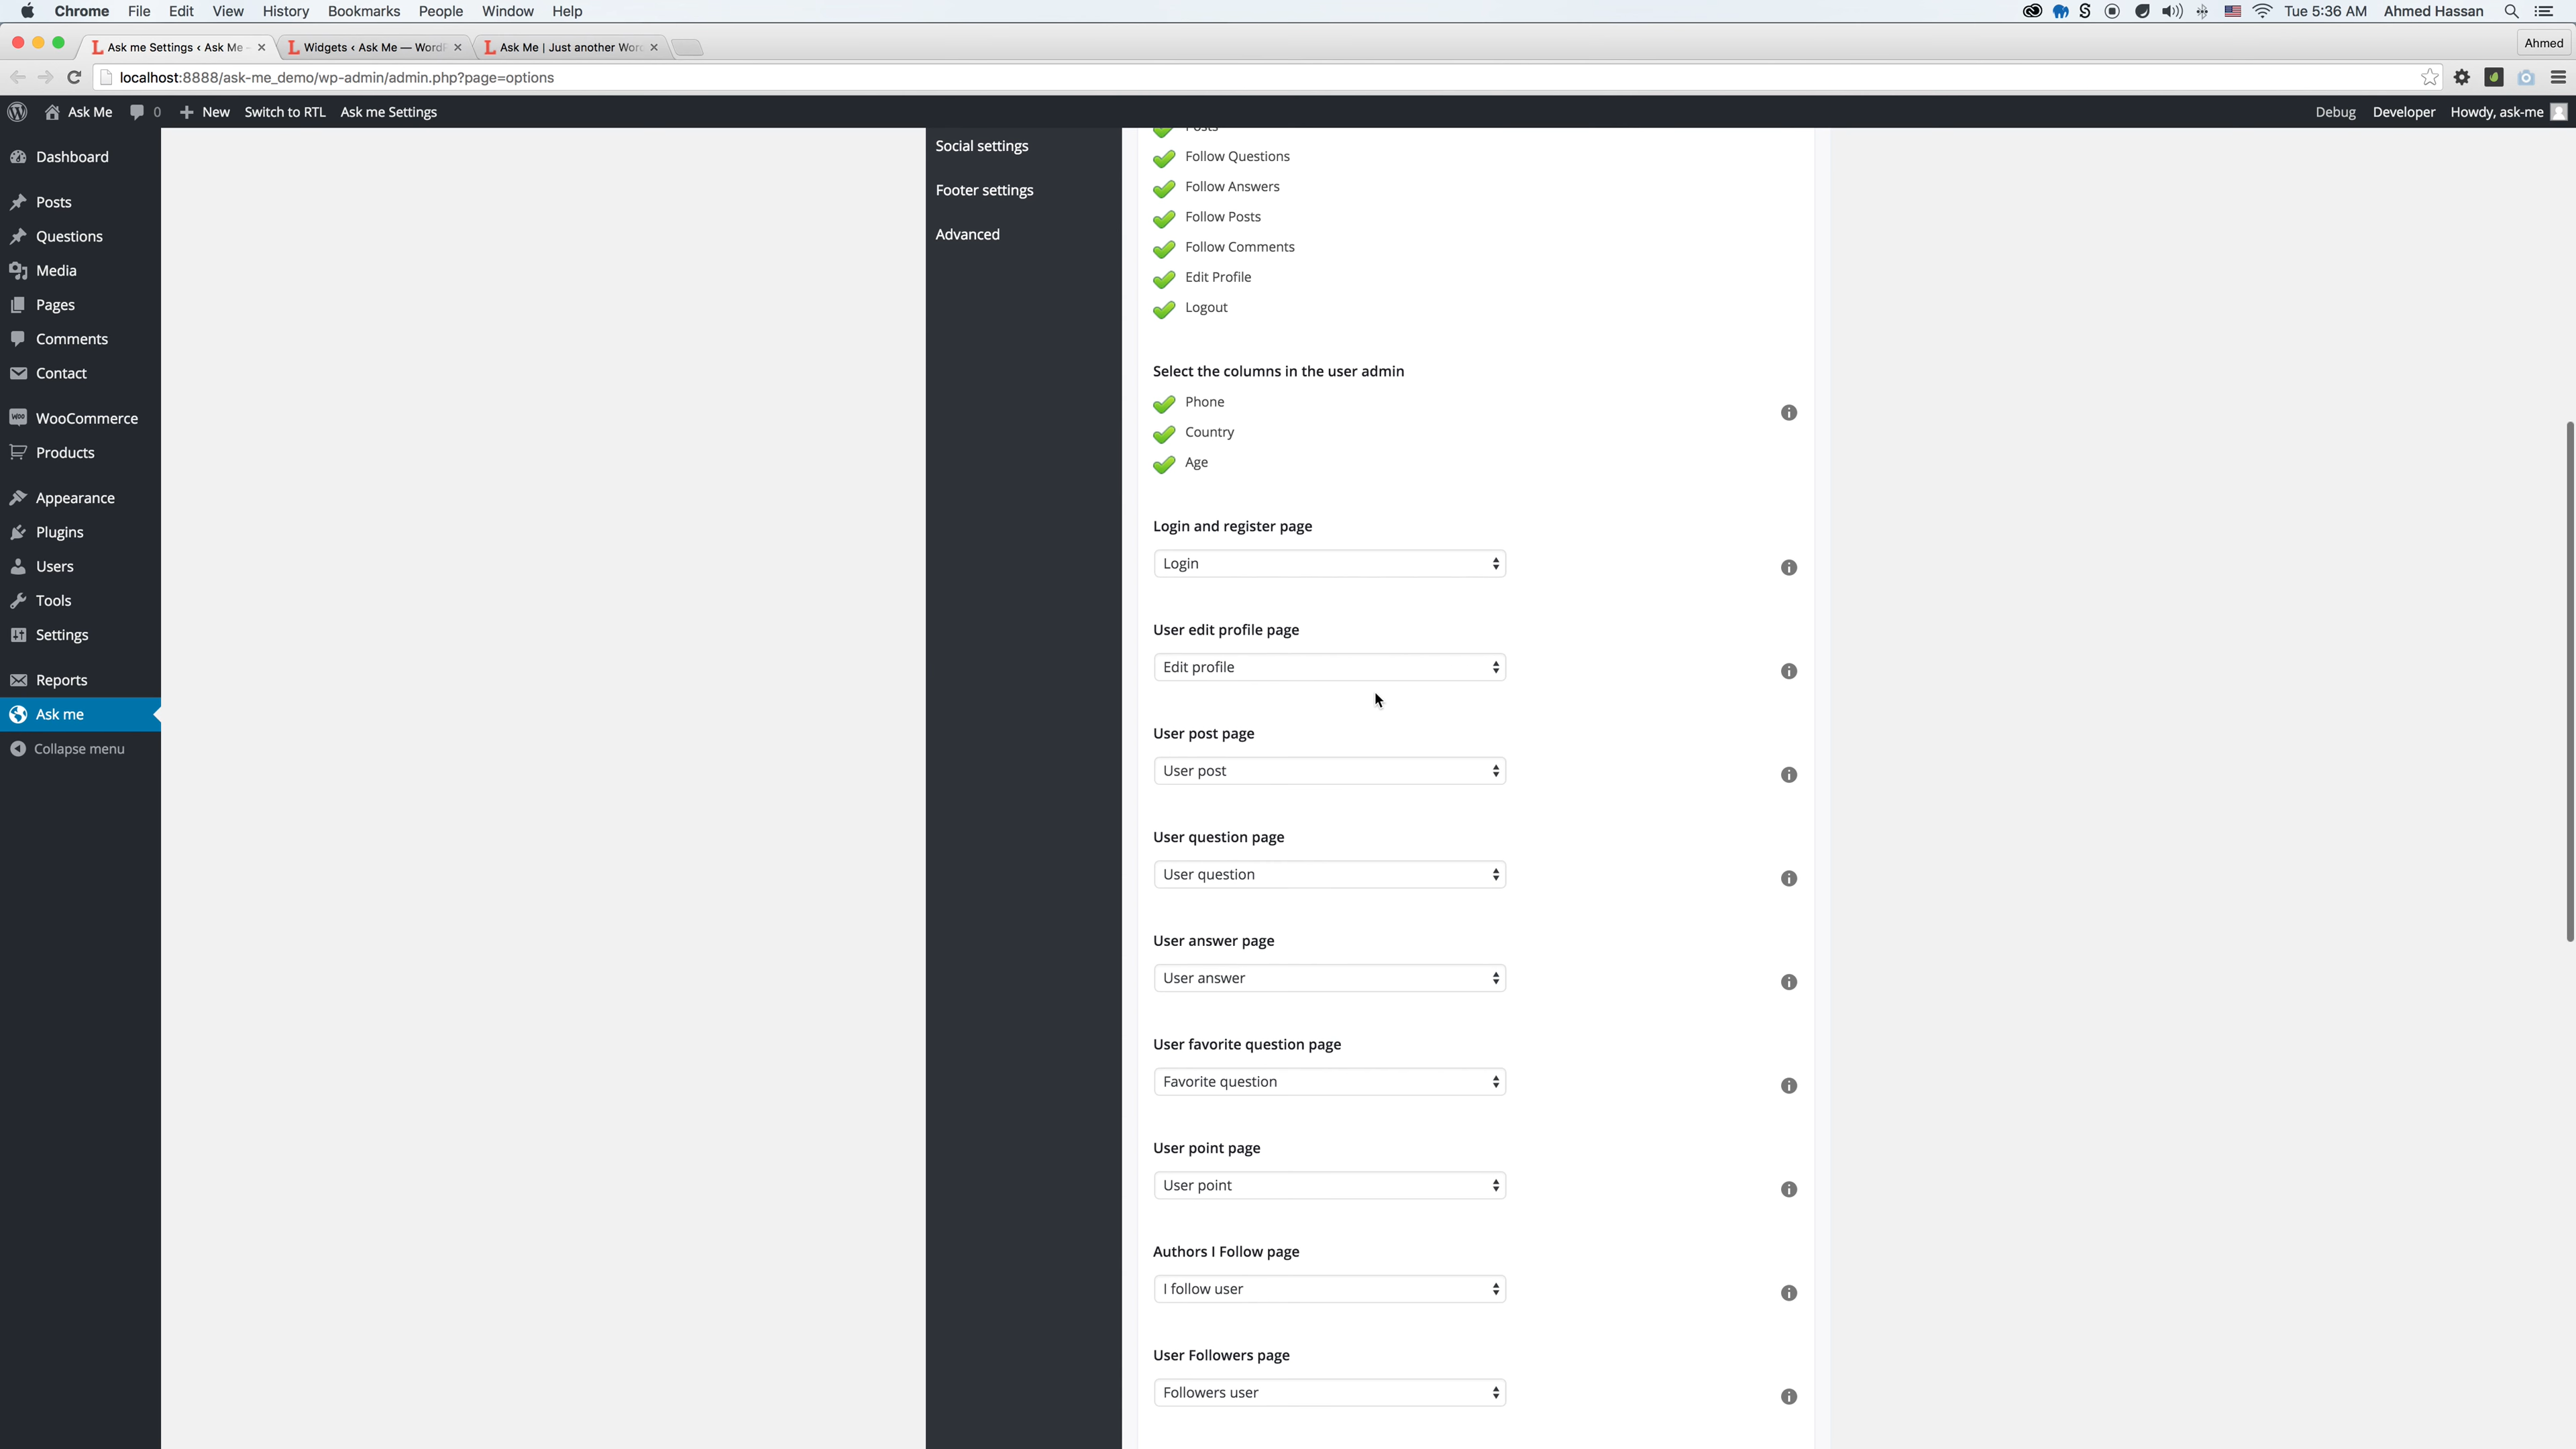 Chrome File Edit View History Bookmarks People Window Help Tue 5:36 AM Ahmed Hassan
Ask me Settings ‹ Ask Me Widgets ‹ Ask Me — Word Ask Me | Just another Wor Ahmed
localhost:8888/ask-me_demo/wp-admin/admin.php?page=options
Ask Me 0 New Switch to RTL Ask me Settings Debug Developer Howdy, ask-me
Dashboard
Posts
Questions
Media
Pages
Comments
Contact
WooCommerce
Products
Appearance
Plugins
Users
Tools
Settings
Reports
Ask me
Collapse menu
Social settings
Footer settings
Advanced
Posts
Follow Questions
Follow Answers
Follow Posts
Follow Comments
Edit Profile
Logout
Select the columns in the user admin
Phone
Country
Age
Login and register page
Login
User edit profile page
Edit profile
User post page
User post
User question page
User question
User answer page
User answer
User favorite question page
Favorite question
User point page
User point
Authors I Follow page
I follow user
User Followers page
Followers user